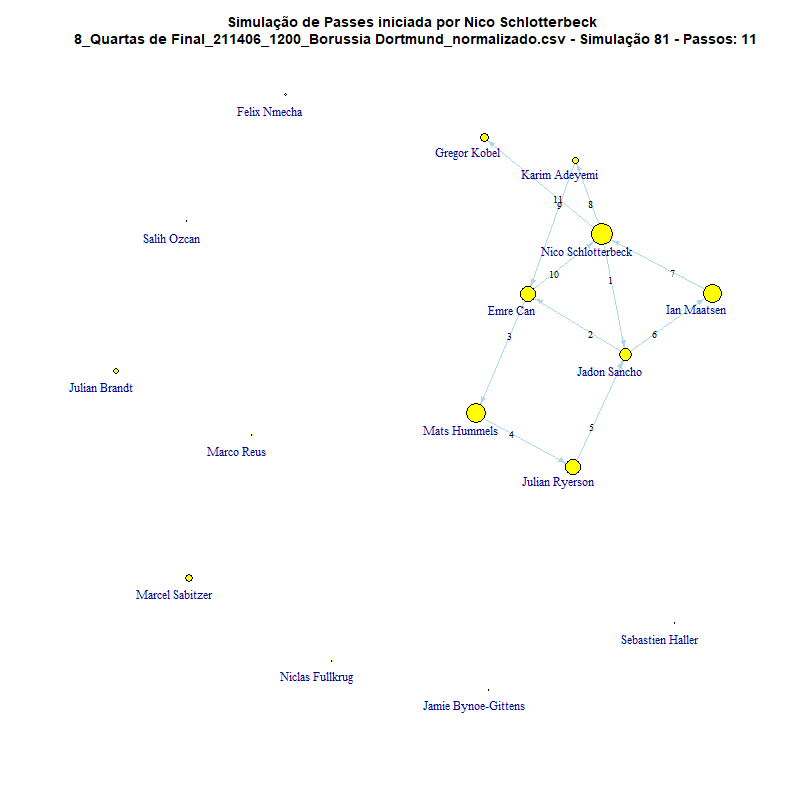 Simulação de Passes iniciada por Nico Schlotterbeck
8_Quartas de Final_211406_1200_Borussia Dortmund_normalizado.csv - Simulação 81 - Passos: 11
Felix Nmecha
Gregor Kobel
Karim Adeyemi
11
9
8
Salih Ozcan
Nico Schlotterbeck
10
1
7
Emre Can
Ian Maatsen
3
2
6
Jadon Sancho
Julian Brandt
Mats Hummels
4
5
Marco Reus
Julian Ryerson
Marcel Sabitzer
Sebastien Haller
Niclas Fullkrug
Jamie Bynoe-Gittens